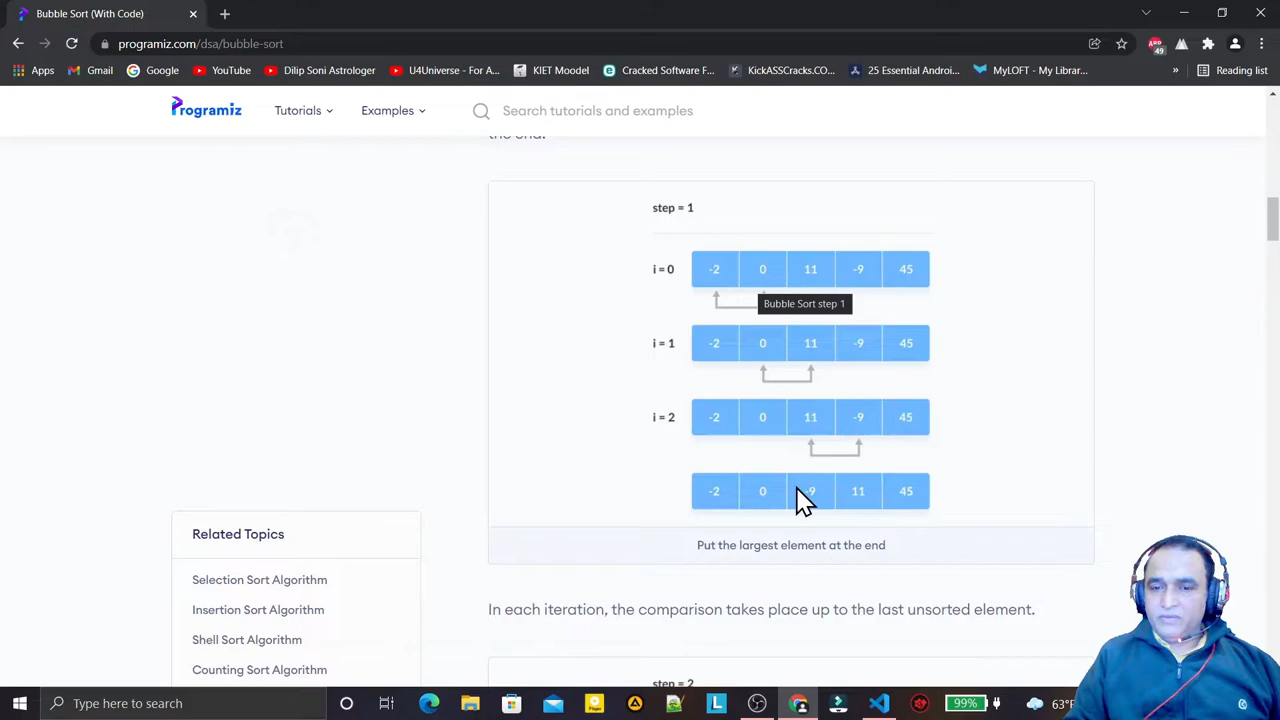 Bubble Sort (With Code)
programiz.com/dsa/bubble-sort
49
Apps Gmail Google YouTube Dilip Soni Astrologer U4Universe - For A... KIET Moodel Cracked Software F... KickASSCracks.CO... 25 Essential Androi... MyLOFT - My Librar... » Reading list
Programiz Tutorials Examples Search tutorials and examples
the end.
step = 1
i = 0 -2 0 11 -9 45
Bubble Sort step 1
i = 1 -2 0 11 -9 45
i = 2 -2 0 11 -9 45
-2 0 -9 11 45
Put the largest element at the end
In each iteration, the comparison takes place up to the last unsorted element.
step = 2
Related Topics
Selection Sort Algorithm
Insertion Sort Algorithm
Shell Sort Algorithm
Counting Sort Algorithm
Type here to search 99% 63°F